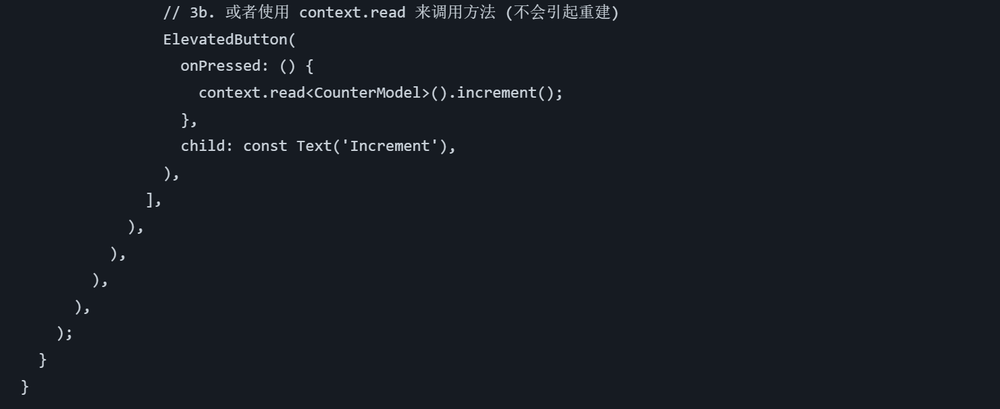 // 3b. 或者使用 context.read 来调用方法 (不会引起重建)
ElevatedButton(
  onPressed: () {
    context.read<CounterModel>().increment();
  },
  child: const Text('Increment'),
),
],
),
),
),
),
);
}
}